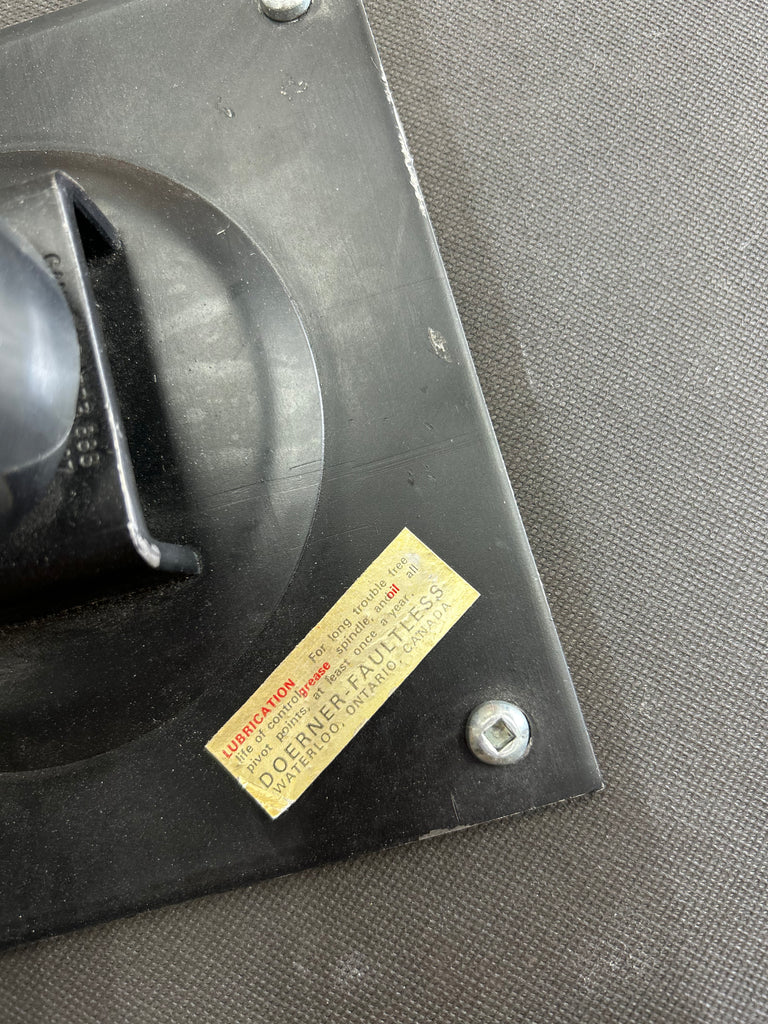 LUBRICATION For long trouble free
life of control grease spindle, and oil all
pivot points, at least once a year.
DOERNER-FAULTLESS
WATERLOO, ONTARIO, CANADA